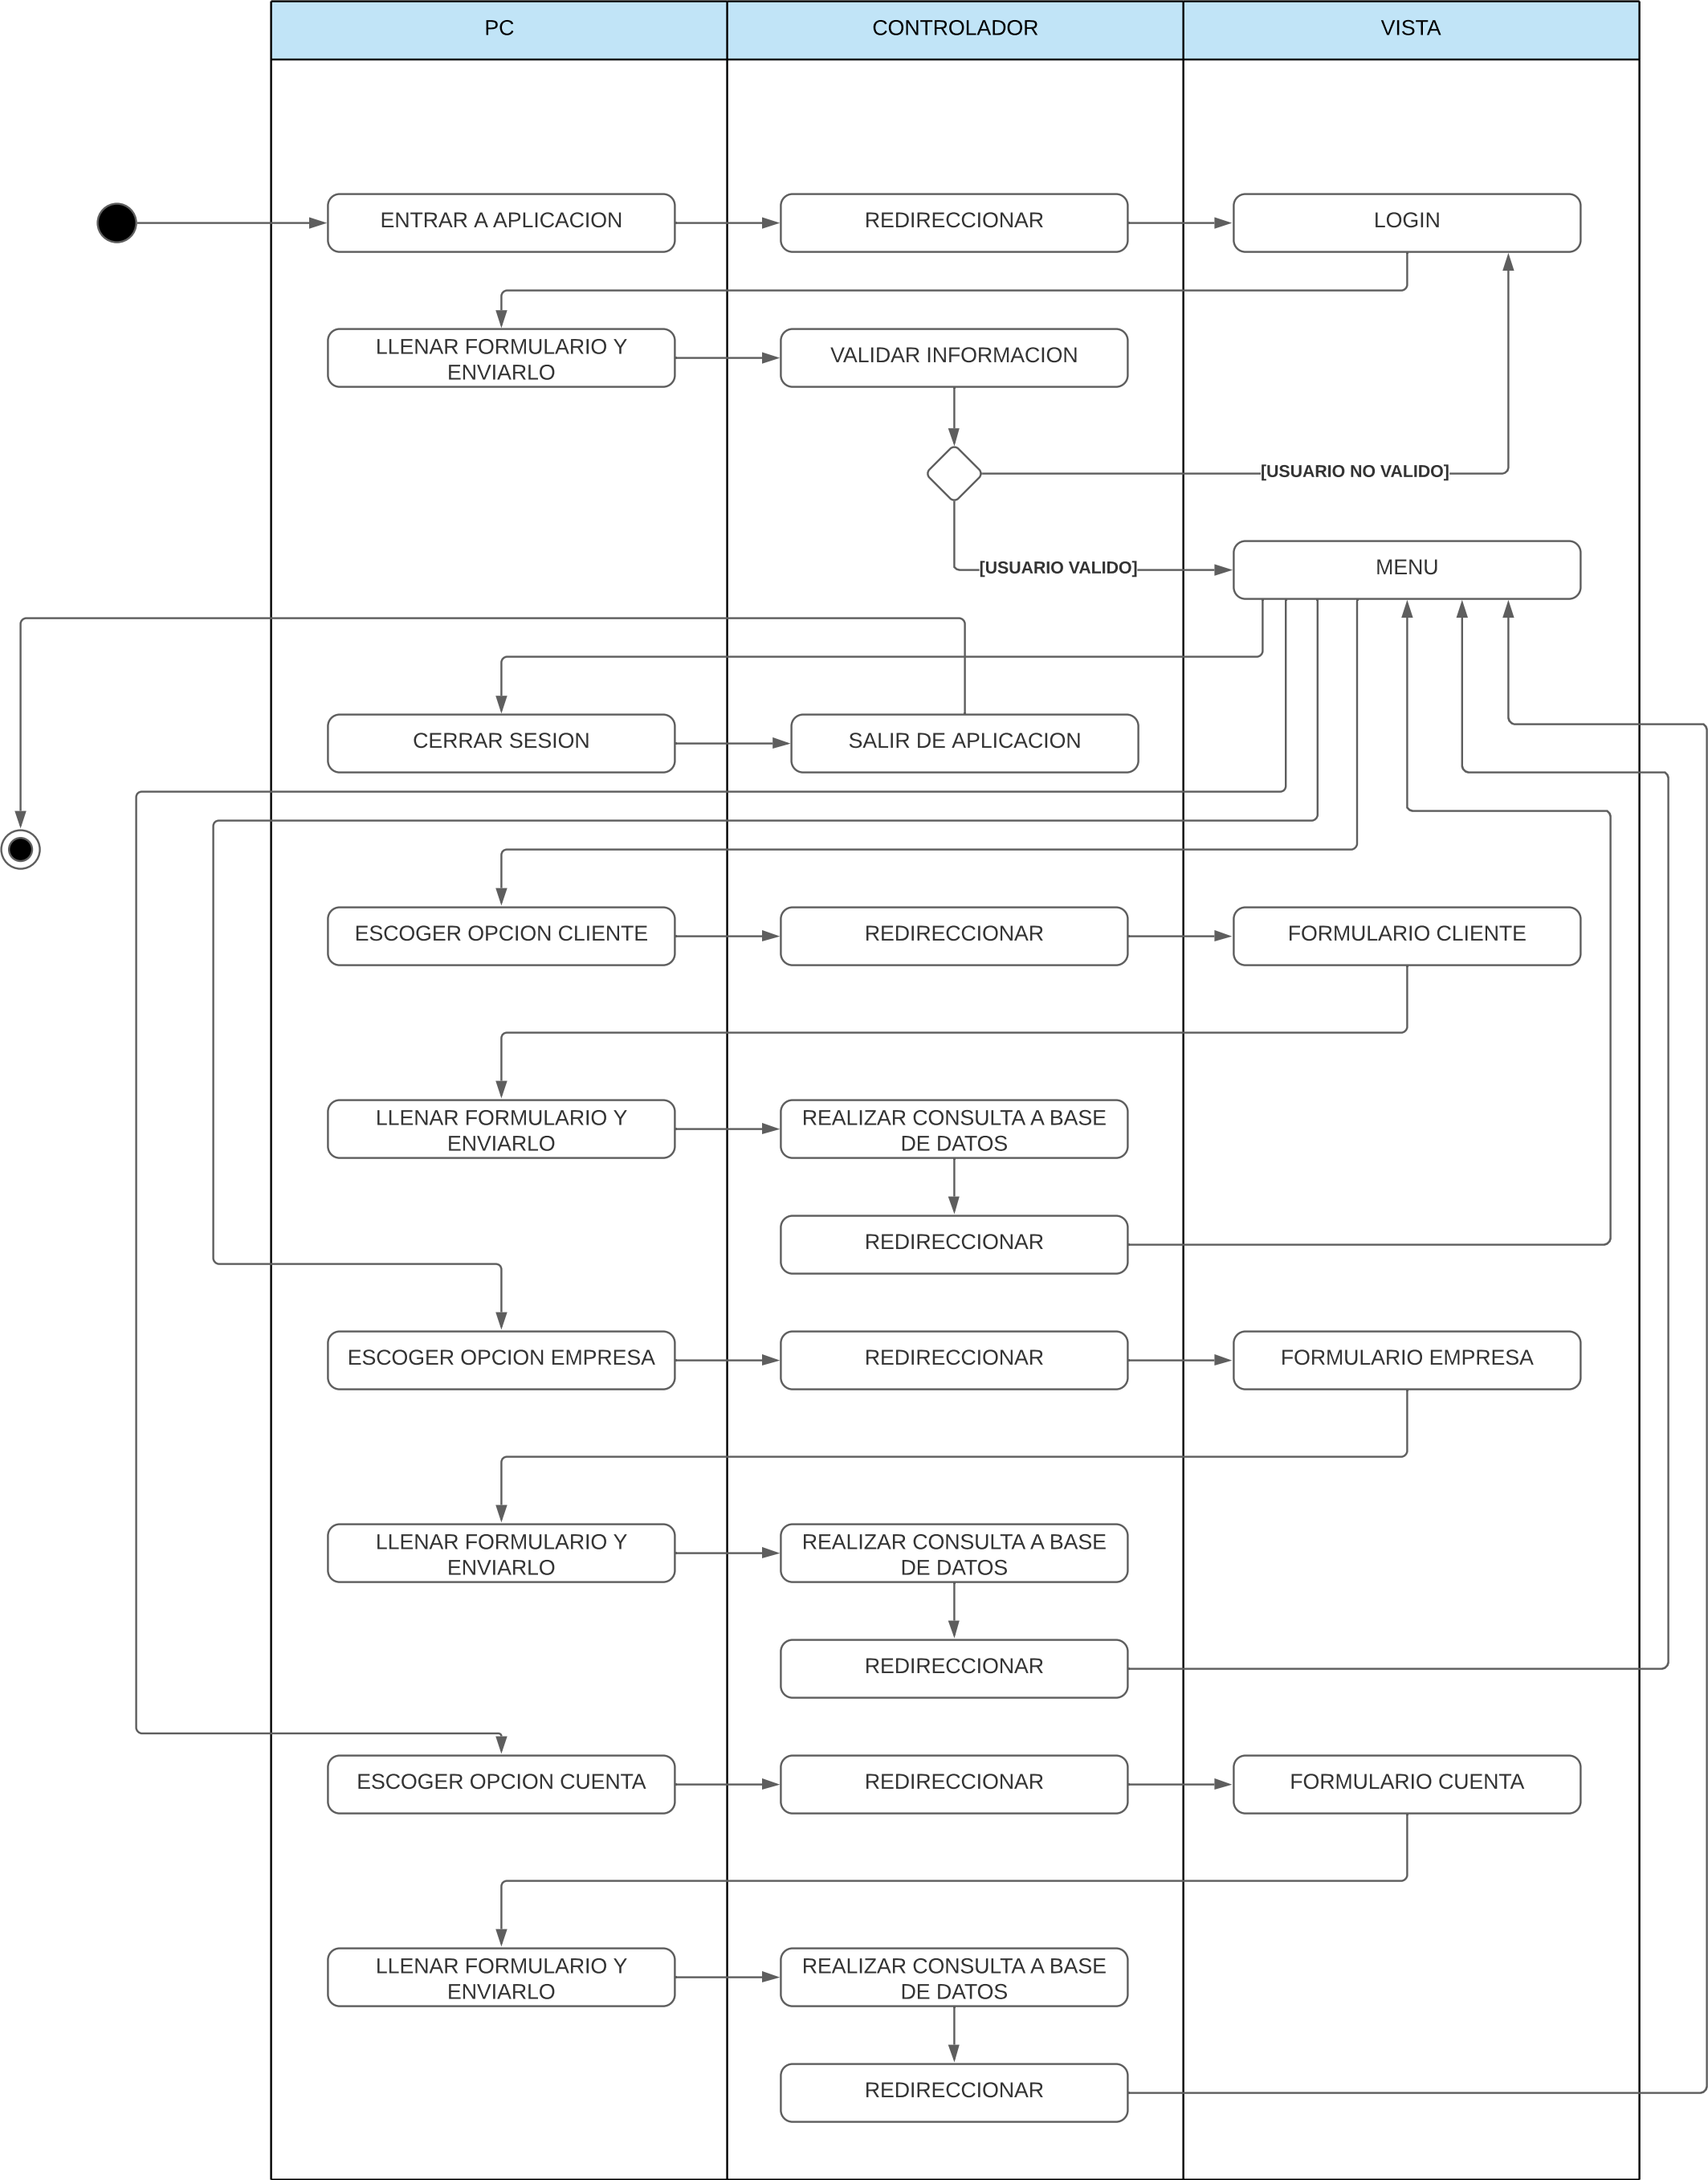 PC
CONTROLADOR
VISTA
ENTRAR A APLICACION
REDIRECCIONAR
LOGIN
LLENAR FORMULARIO Y
ENVIARLO
VALIDAR INFORMACION
[USUARIO NO VALIDO]
[USUARIO VALIDO]
MENU
CERRAR SESION
SALIR DE APLICACION
ESCOGER OPCION CLIENTE
REDIRECCIONAR
FORMULARIO CLIENTE
LLENAR FORMULARIO Y
ENVIARLO
REALIZAR CONSULTA A BASE
DE DATOS
REDIRECCIONAR
ESCOGER OPCION EMPRESA
REDIRECCIONAR
FORMULARIO EMPRESA
LLENAR FORMULARIO Y
ENVIARLO
REALIZAR CONSULTA A BASE
DE DATOS
REDIRECCIONAR
ESCOGER OPCION CUENTA
REDIRECCIONAR
FORMULARIO CUENTA
LLENAR FORMULARIO Y
ENVIARLO
REALIZAR CONSULTA A BASE
DE DATOS
REDIRECCIONAR